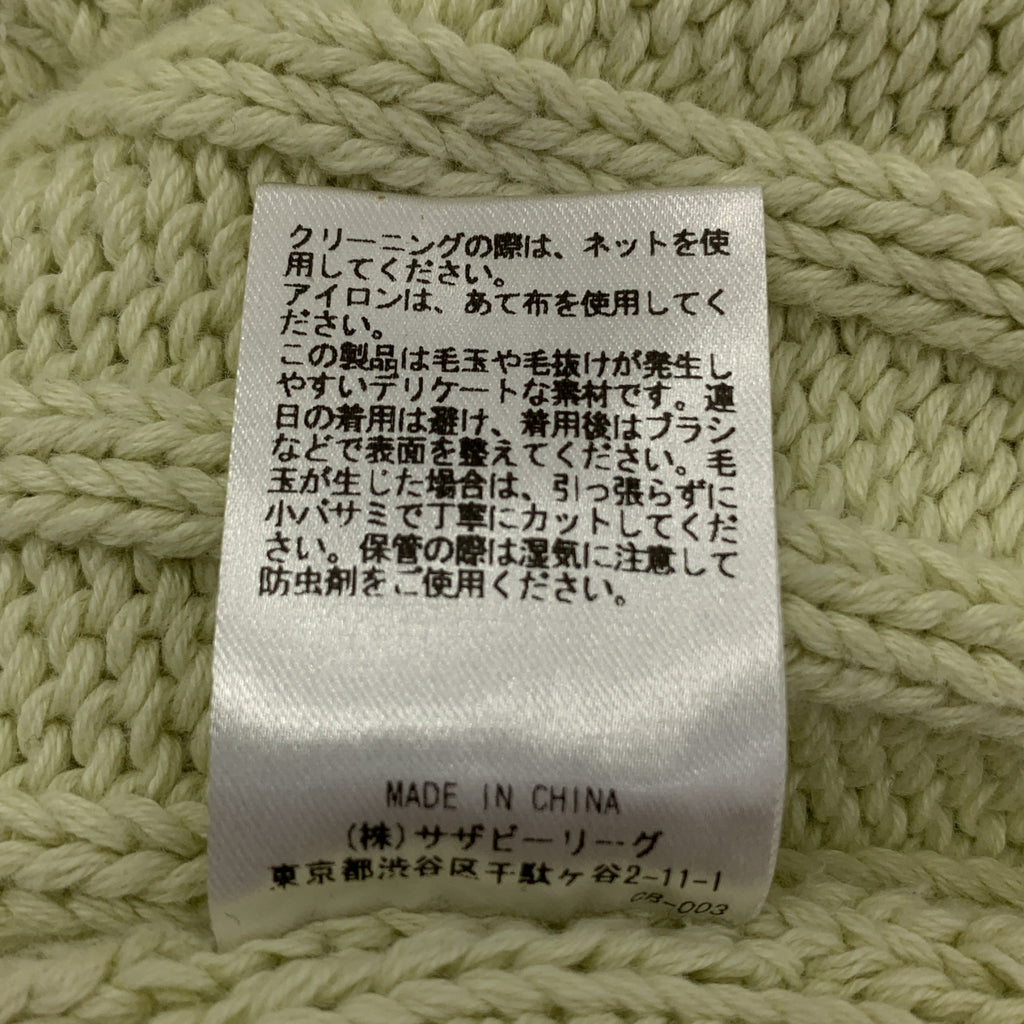 クリーニングの際は、ネットを使
用してください。
アイロンは、あて布を使用してく
ださい。
この製品は毛玉や毛抜けが発生し
やすいデリケートな素材です。連
日の着用は避け、着用後はブラシ
などで表面を整えてください。毛
玉が生じた場合は、引っ張らずに
小バサミで丁寧にカットしてくだ
さい。保管の際は湿気に注意して
防虫剤をご使用ください。
MADE IN CHINA
(株)サザビーリーグ
東京都渋谷区千駄ヶ谷2-11-1
CB-003